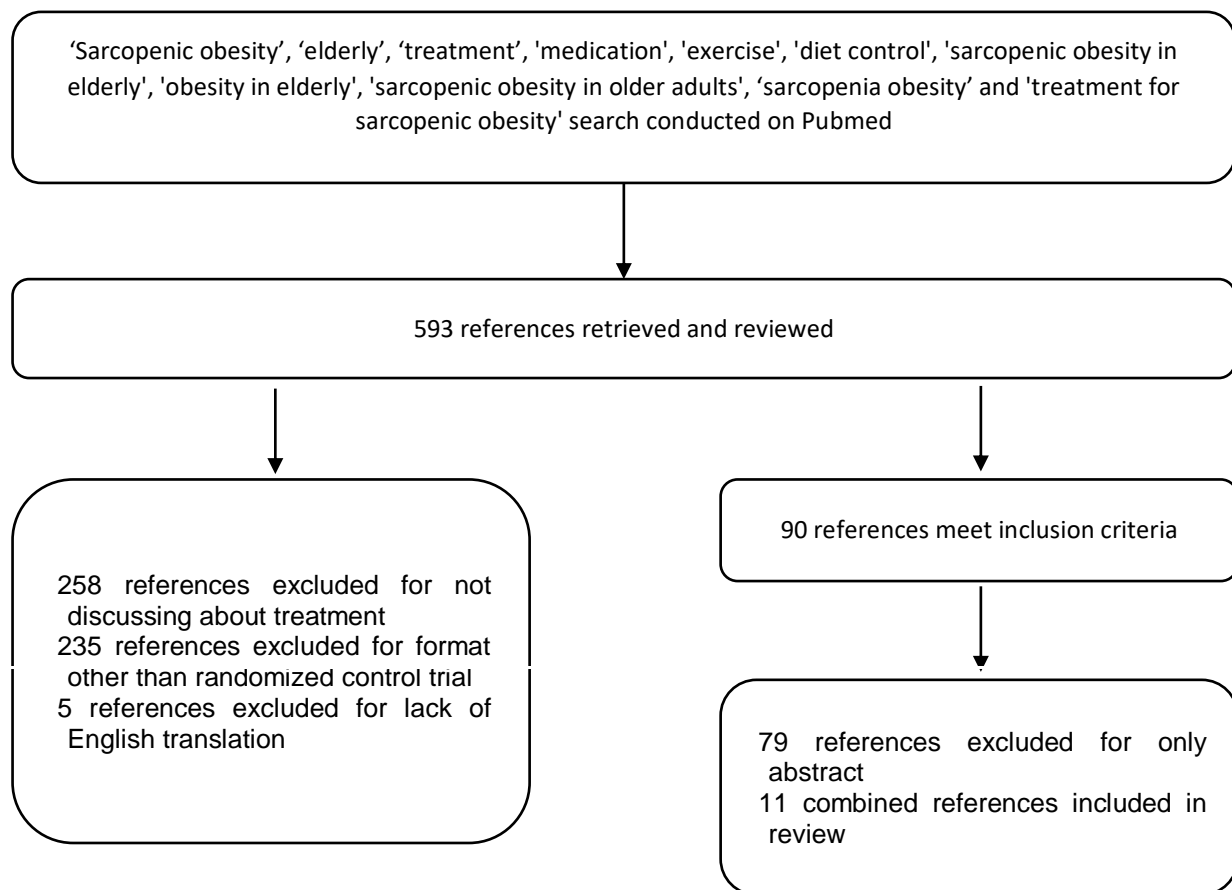 ‘Sarcopenic obesity’, ‘elderly’, ‘treatment’, 'medication', 'exercise', 'diet control', 'sarcopenic obesity in
elderly', 'obesity in elderly', 'sarcopenic obesity in older adults', ‘sarcopenia obesity’ and 'treatment for
sarcopenic obesity' search conducted on Pubmed
593 references retrieved and reviewed
258 references excluded for not
discussing about treatment
235 references excluded for format
other than randomized control trial
5 references excluded for lack of
English translation
90 references meet inclusion criteria
79 references excluded for only
abstract
11 combined references included in
review